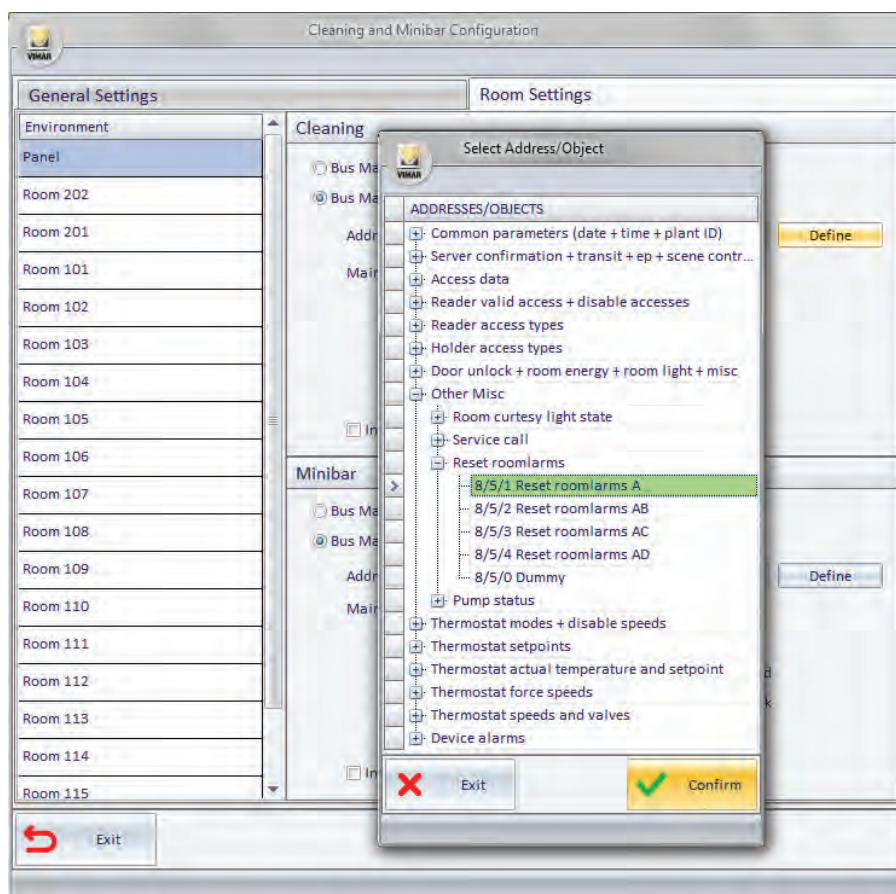 Cleaning and Minibar Configuration
VIMAR
General Settings
Room Settings
Environment
Panel
Room 202
Room 201
Room 101
Room 102
Room 103
Room 104
Room 105
Room 106
Room 107
Room 108
Room 109
Room 110
Room 111
Room 112
Room 113
Room 114
Room 115
Cleaning
Bus Ma
Bus Ma
Addr
Define
Main
In
Minibar
Bus Ma
Bus Ma
Addr
Define
Main
d
k
In
Select Address/Object
VIMAR
ADDRESSES/OBJECTS
Common parameters (date + time + plant ID)
Server confirmation + transit + ep + scene contr...
Access data
Reader valid access + disable accesses
Reader access types
Holder access types
Door unlock + room energy + room light + misc
Other Misc
Room curtesy light state
Service call
Reset roomlarms
8/5/1 Reset roomlarms A
8/5/2 Reset roomlarms AB
8/5/3 Reset roomlarms AC
8/5/4 Reset roomlarms AD
8/5/0 Dummy
Pump status
Thermostat modes + disable speeds
Thermostat setpoints
Thermostat actual temperature and setpoint
Thermostat force speeds
Thermostat speeds and valves
Device alarms
Exit
Confirm
Exit